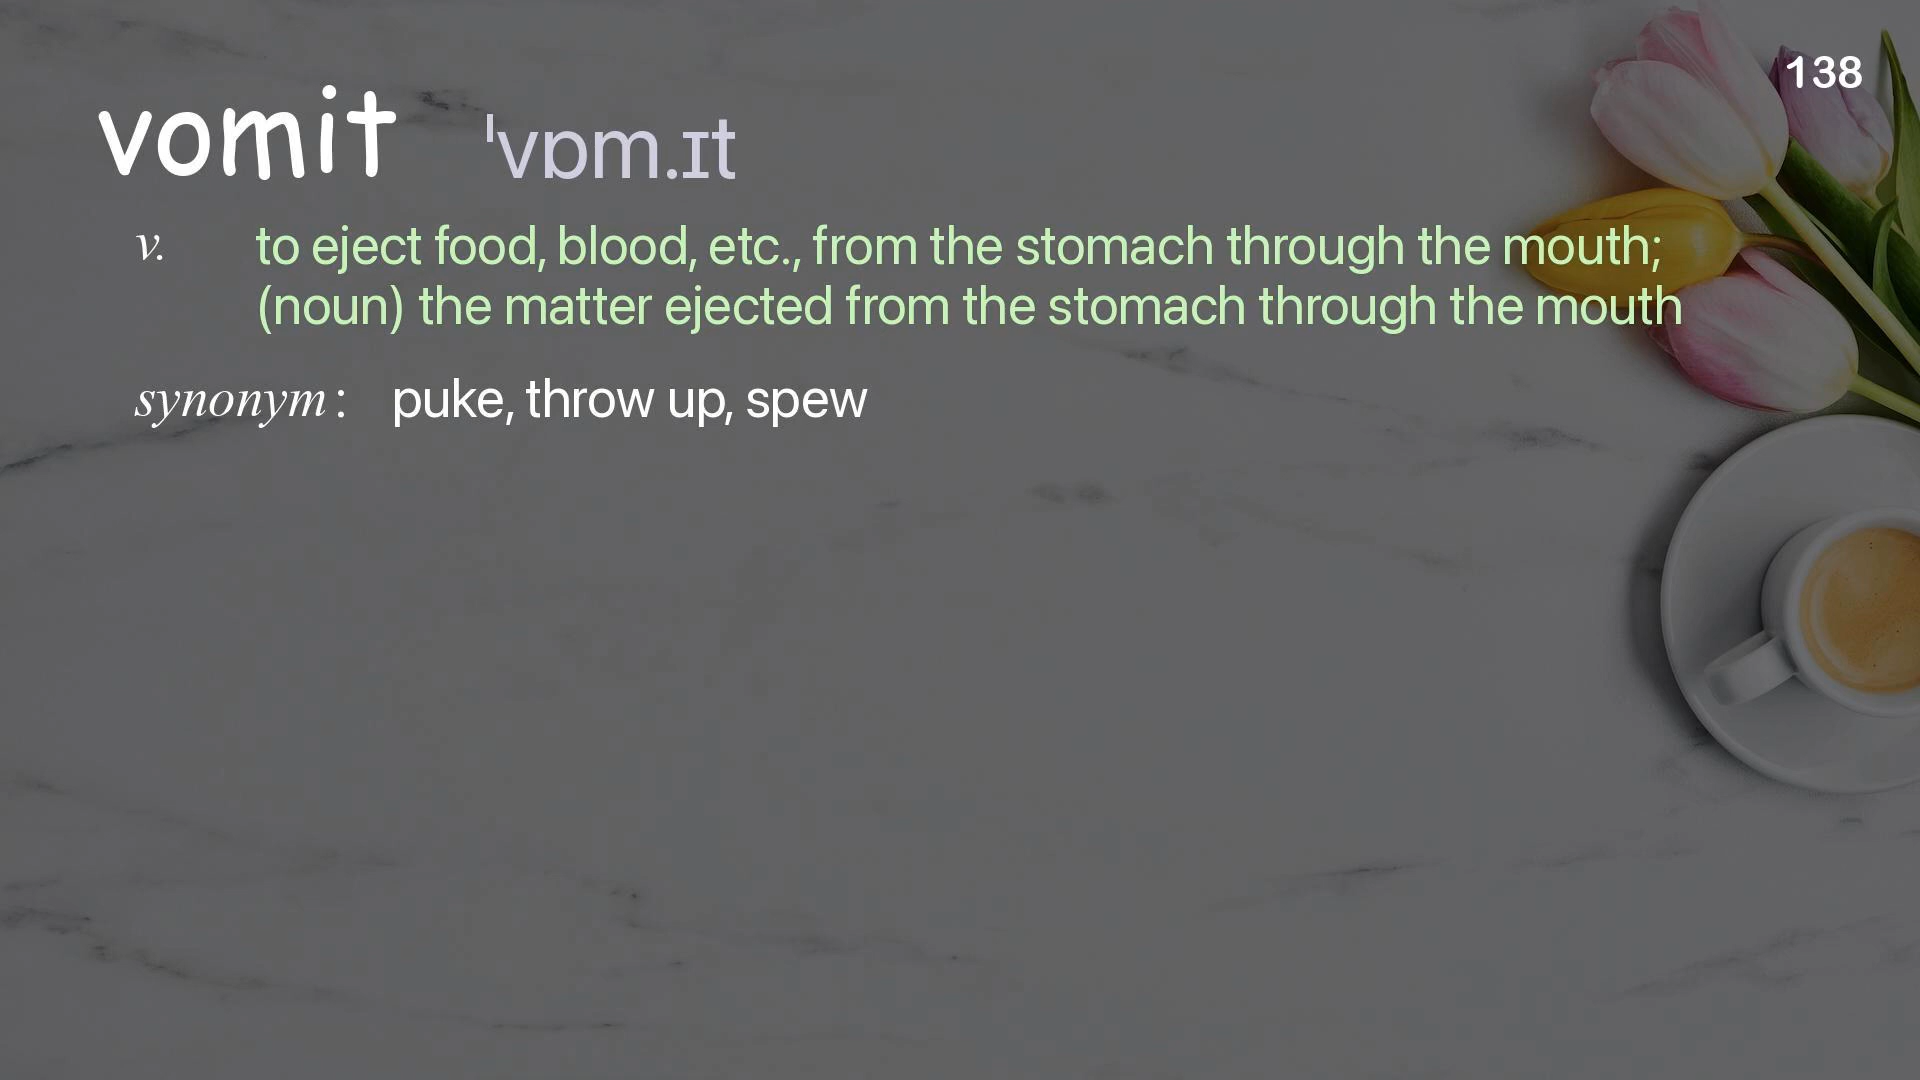 138
vomit ˈvɒm.ɪt
v. to eject food, blood, etc., from the stomach through the mouth;
(noun) the matter ejected from the stomach through the mouth
synonym : puke, throw up, spew